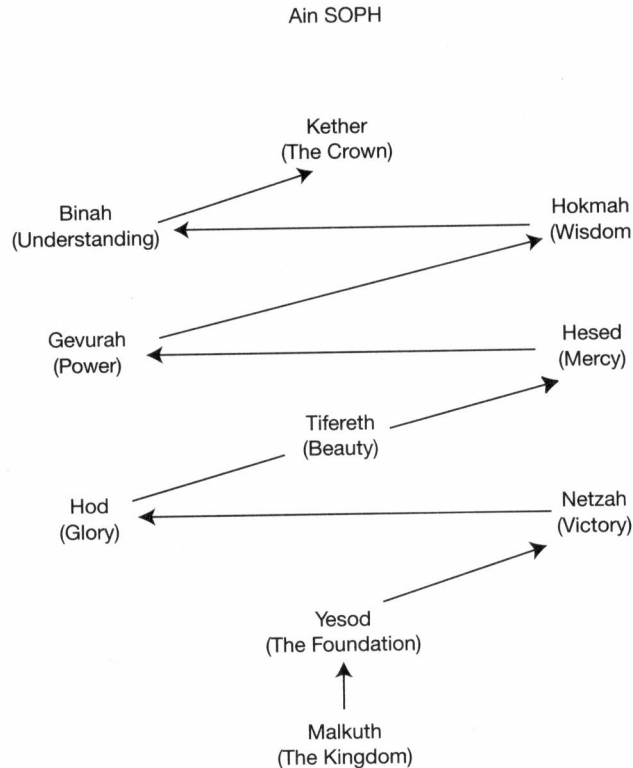 Ain SOPH
Kether
(The Crown)
Binah
(Understanding)
Hokmah
(Wisdom
Gevurah
(Power)
Hesed
(Mercy)
Tifereth
(Beauty)
Hod
(Glory)
Netzah
(Victory)
Yesod
(The Foundation)
Malkuth
(The Kingdom)